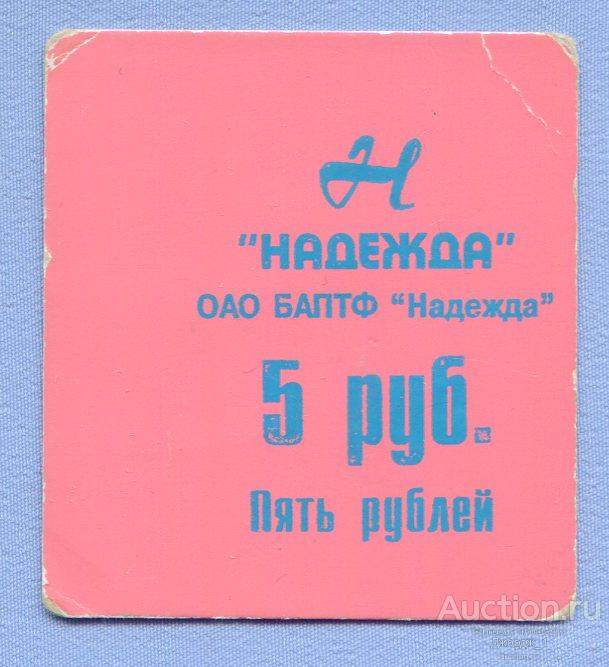 Н
"НАДЕЖДА"
ОАО БАПТФ "Надежда"
5 руб.
Пять рублей
Auction.ru